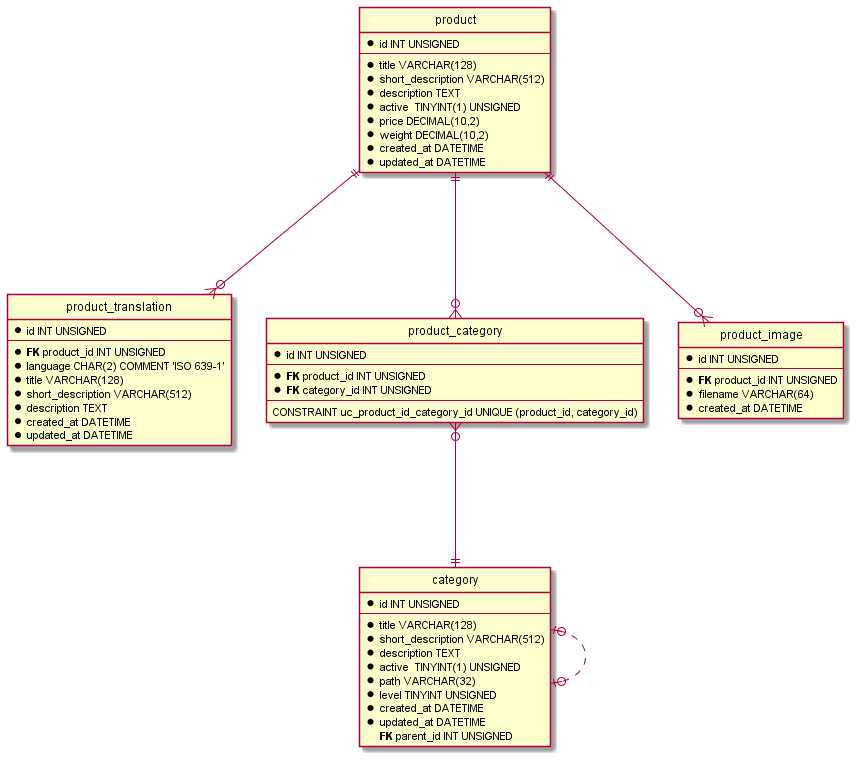 product
id INT UNSIGNED
title VARCHAR(128)
short_description VARCHAR(512)
description TEXT
active TINYINT(1) UNSIGNED
price DECIMAL(10,2)
weight DECIMAL(10,2)
created_at DATETIME
updated_at DATETIME
product_translation
id INT UNSIGNED
FK product_id INT UNSIGNED
language CHAR(2) COMMENT 'ISO 639-1'
title VARCHAR(128)
short_description VARCHAR(512)
description TEXT
created_at DATETIME
updated_at DATETIME
product_category
id INT UNSIGNED
FK product_id INT UNSIGNED
FK category_id INT UNSIGNED
CONSTRAINT uc_product_id_category_id UNIQUE (product_id, category_id)
product_image
id INT UNSIGNED
FK product_id INT UNSIGNED
filename VARCHAR(64)
created_at DATETIME
category
id INT UNSIGNED
title VARCHAR(128)
short_description VARCHAR(512)
description TEXT
active TINYINT(1) UNSIGNED
path VARCHAR(32)
level TINYINT UNSIGNED
created_at DATETIME
updated_at DATETIME
FK parent_id INT UNSIGNED